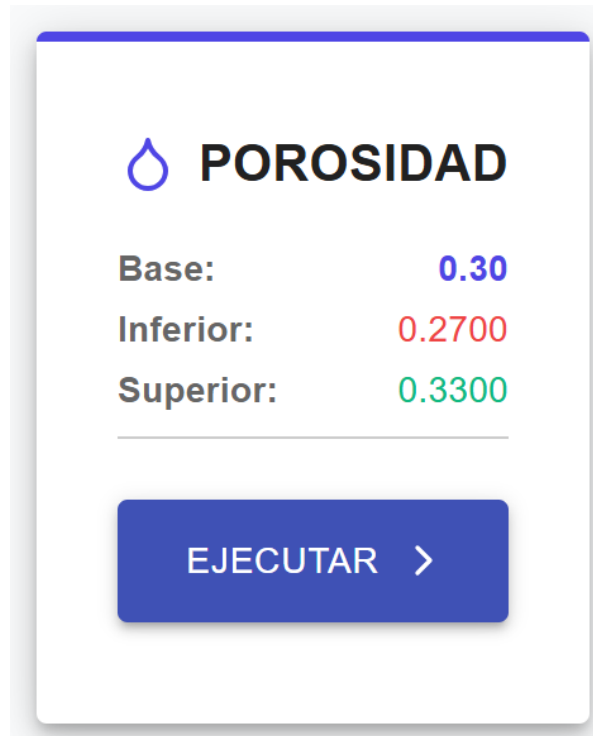 POROSIDAD
Base: 0.30
Inferior: 0.2700
Superior: 0.3300
EJECUTAR